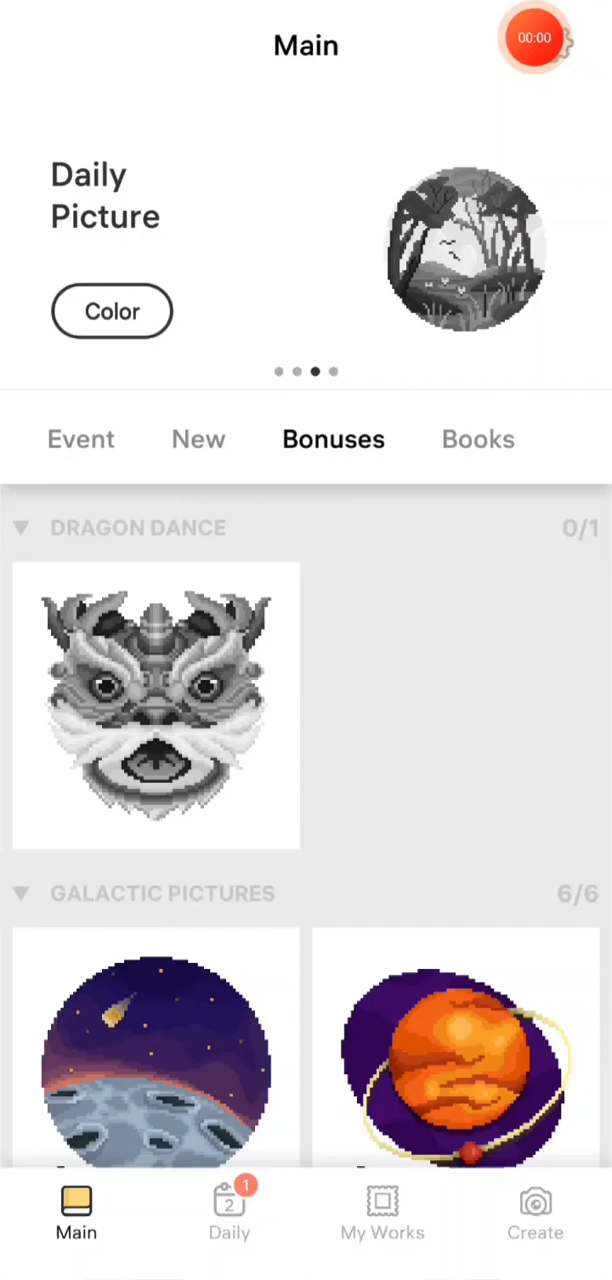 Main
00:00
Daily
Picture
Color
Event New Bonuses Books
DRAGON DANCE 0/1
GALACTIC PICTURES 6/6
1
2
Main Daily My Works Create